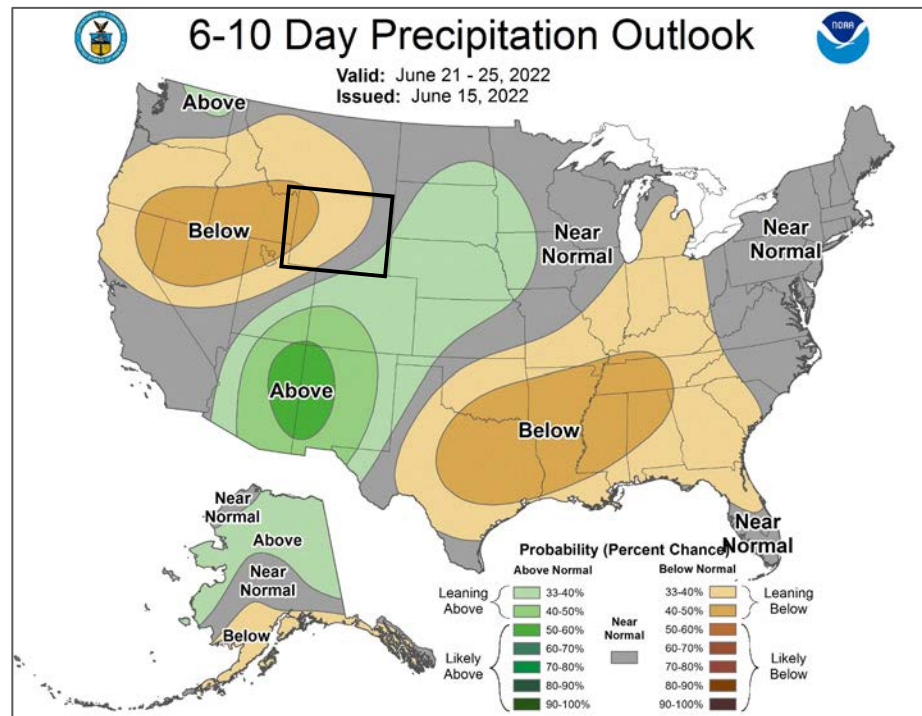 6-10 Day Precipitation Outlook
Valid: June 21 - 25, 2022
Issued: June 15, 2022
NOAA
Above
Below
Near
Normal
Near
Normal
Above
Below
Near
Normal
Near
Normal
Above
Near
Normal
Below
Probability (Percent Chance)
Above Normal
Below Normal
Leaning
Above
33-40%
40-50%
Likely
Above
50-60%
60-70%
70-80%
80-90%
90-100%
Near
Normal
33-40%
40-50%
Leaning
Below
50-60%
60-70%
70-80%
80-90%
90-100%
Likely
Below